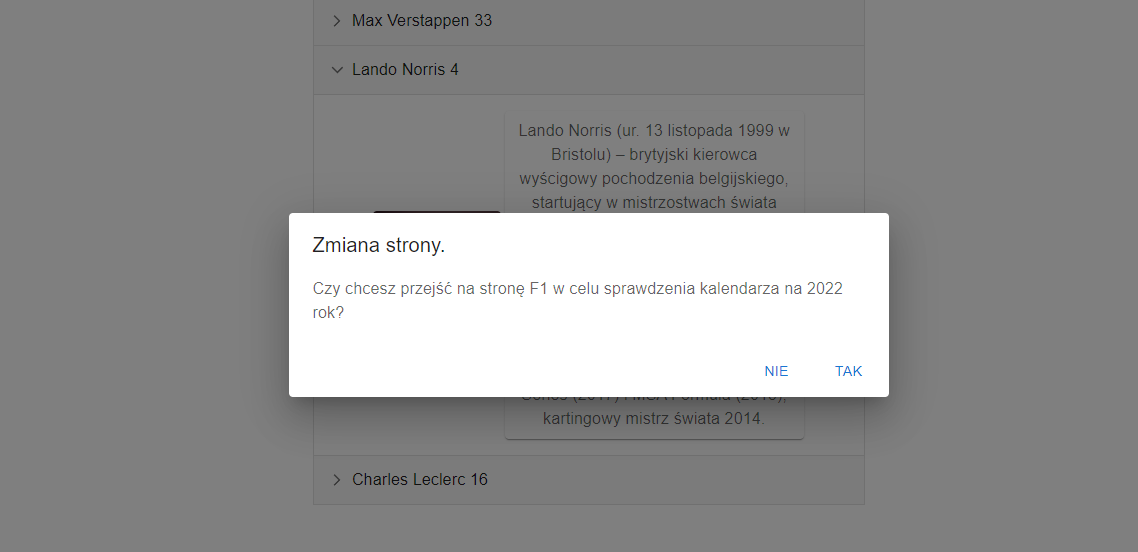 Max Verstappen 33
Lando Norris 4
Lando Norris (ur. 13 listopada 1999 w
Bristolu) – brytyjski kierowca
wyścigowy pochodzenia belgijskiego,
startujący w mistrzostwach świata
Zmiana strony.
Czy chcesz przejść na stronę F1 w celu sprawdzenia kalendarza na 2022
rok?
NIE TAK
kartingowy mistrz świata 2014.
Charles Leclerc 16